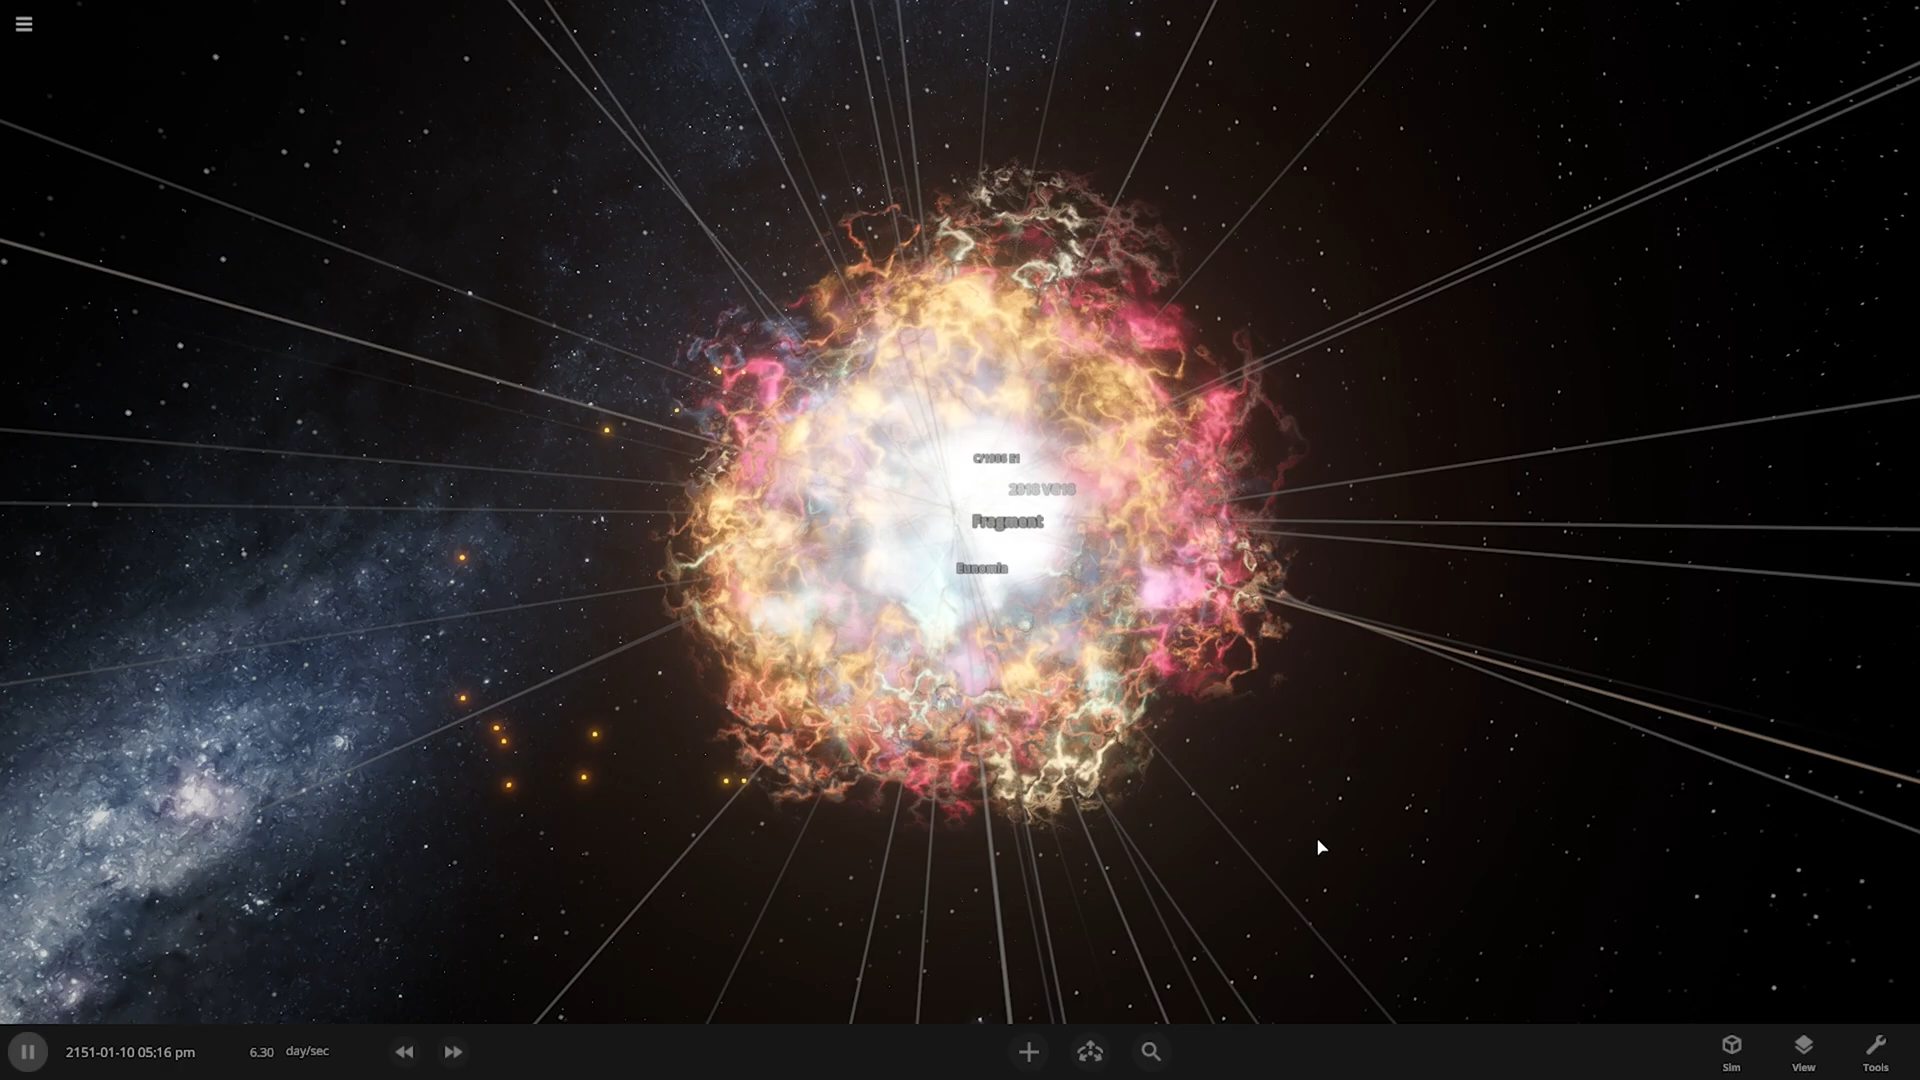 Fragment
Eunomia
2151-01-10 05:16 pm
6.30 day/sec
Sim
View
Tools